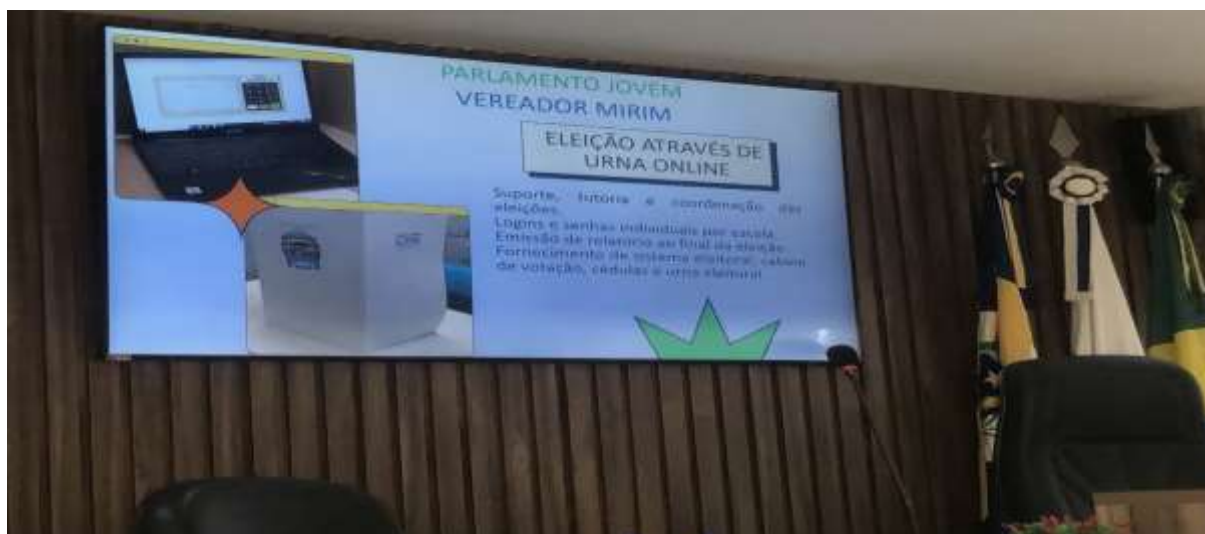 PARLAMENTO JOVEM
VEREADOR MIRIM
ELEIÇÃO ATRAVÉS DE
URNA ONLINE
Suporte, tutoria e coordenação das
eleições.
Logins e senhas individuais por escola.
Emissão de relatório ao final da eleição.
Fornecimento de sistema eleitoral, cabine
de votação, cédulas e urna eleitoral